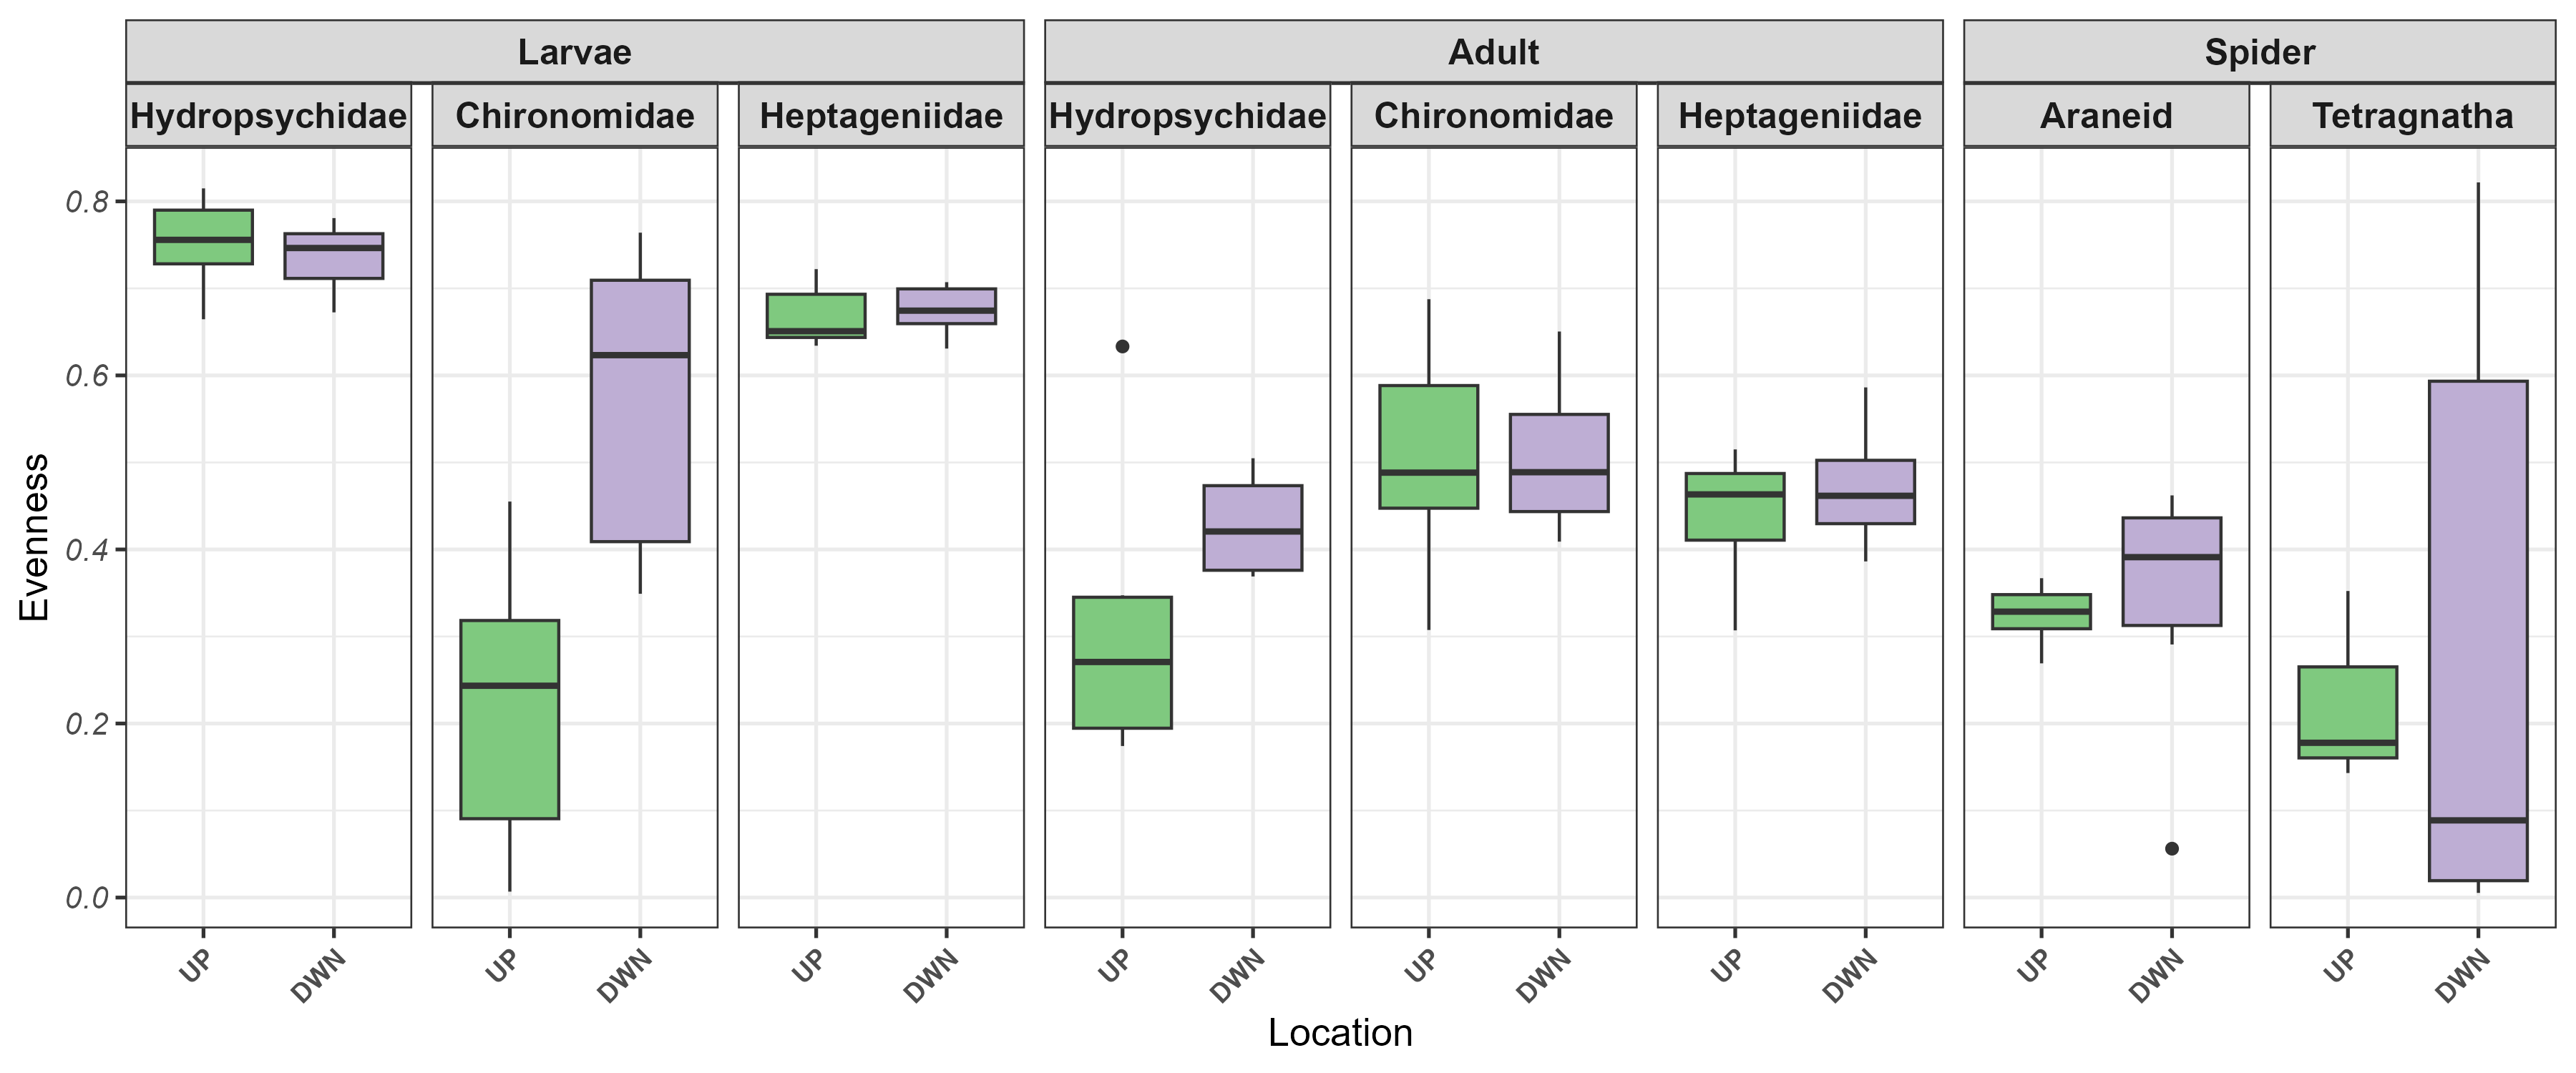 Larvae Adult Spider
Hydropsychidae Chironomidae Heptageniidae Hydropsychidae Chironomidae Heptageniidae Araneid Tetragnatha
0.8
0.6
0.4
0.2
0.0
Evenness
UP DWN UP DWN UP DWN UP DWN UP DWN UP DWN UP DWN UP DWN
Location